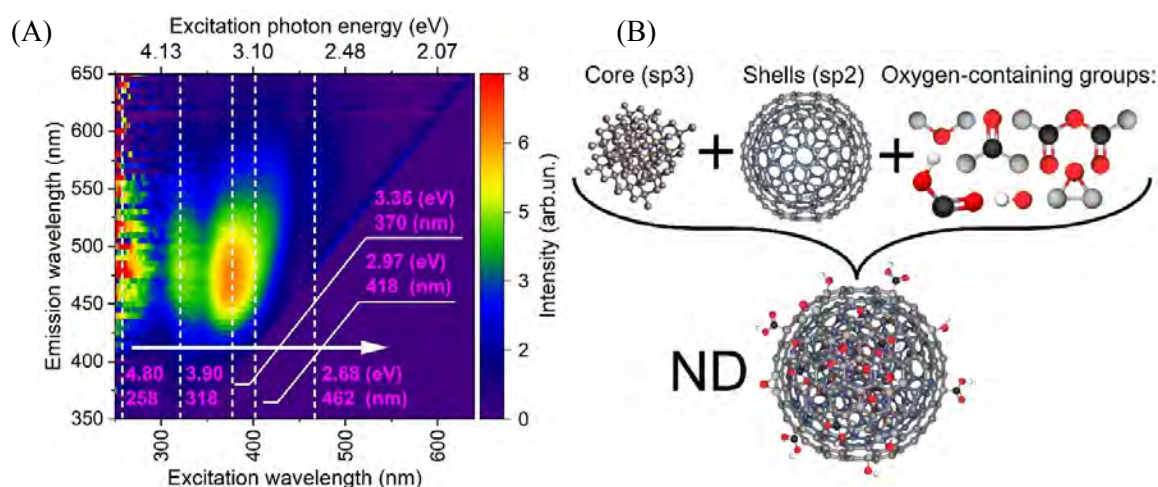 (A)
Excitation photon energy (eV)
4.13 3.10 2.48 2.07
Emission wavelength (nm)
650
600
550
500
450
400
350
3.35 (eV)
370 (nm)
2.97 (eV)
418 (nm)
4.80 3.90 2.68 (eV)
258 318 462 (nm)
300 400 500 600
Excitation wavelength (nm)
8
7
5
3
2
0
Intensity (arb.un.)
(B)
Core (sp3) Shells (sp2) Oxygen-containing groups:
+ +
ND